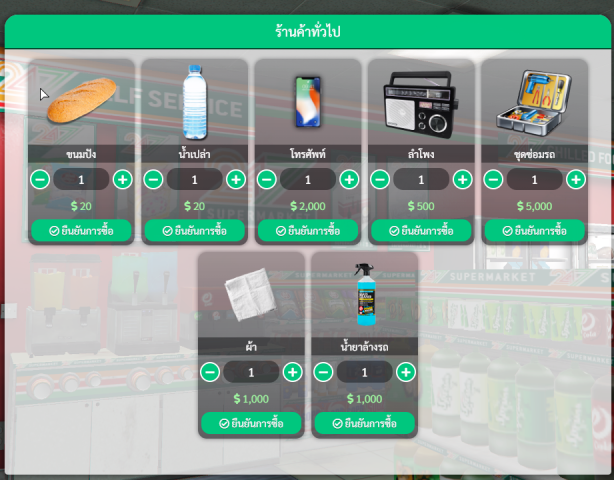 ร้านค้าทั่วไป
ขนมปัง
1
$ 20
ยืนยันการซื้อ
น้ำเปล่า
1
$ 20
ยืนยันการซื้อ
โทรศัพท์
1
$ 2,000
ยืนยันการซื้อ
ลำโพง
1
$ 500
ยืนยันการซื้อ
ชุดซ่อมรถ
1
$ 5,000
ยืนยันการซื้อ
ผ้า
1
$ 1,000
ยืนยันการซื้อ
น้ำยาล้างรถ
1
$ 1,000
ยืนยันการซื้อ
LF SERVICE
SUPERMARKET
SUPERMARKET